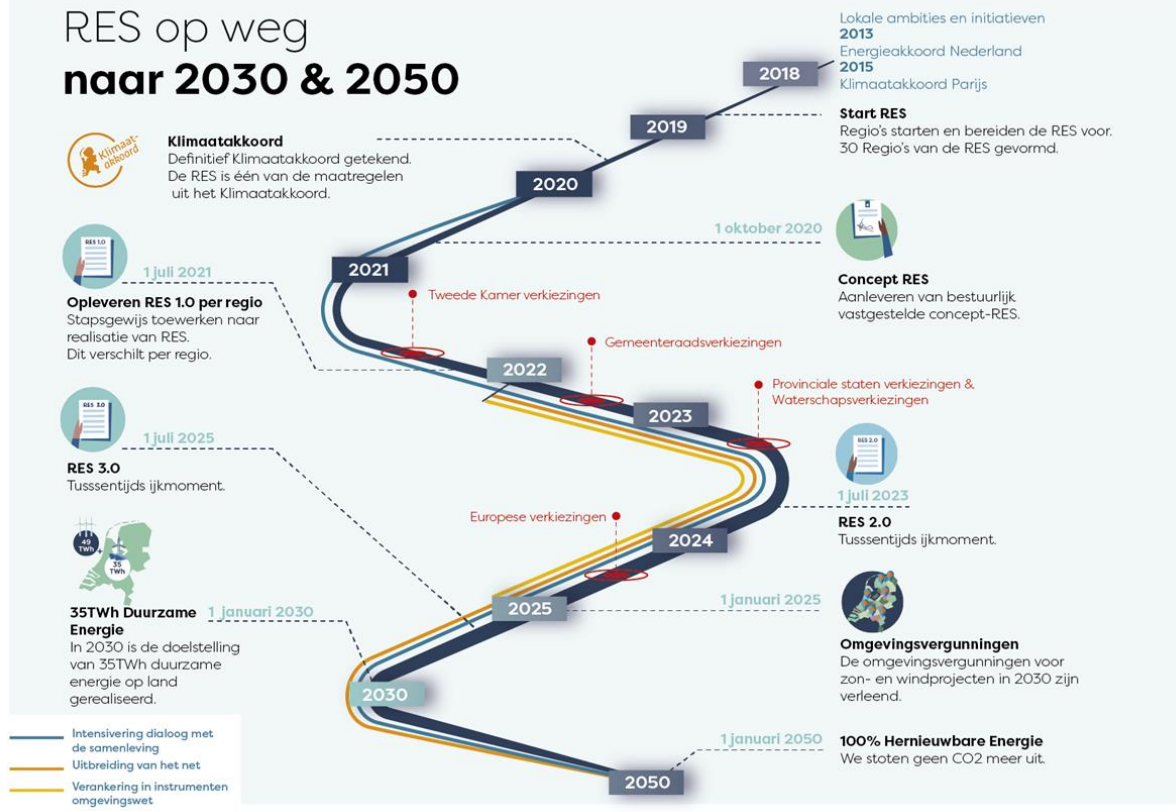 RES op weg
naar 2030 & 2050
Lokale ambities en initiatieven
2013
Energieakkoord Nederland
2015
Klimaatakkoord Parijs
2018
Start RES
Regio's starten en bereiden de RES voor.
30 Regio's van de RES gevormd.
2019
Klimaat-
akkoord
Klimaatakkoord
Definitief Klimaatakkoord getekend.
De RES is één van de maatregelen
uit het Klimaatakkoord.
2020
1 oktober 2020
Concept RES
Aanleveren van bestuurlijk
vastgestelde concept-RES.
RES 1.0
1 juli 2021
Opleveren RES 1.0 per regio
Stapsgewijs toewerken naar
realisatie van RES.
Dit verschilt per regio.
2021
Tweede Kamer verkiezingen
2022
Gemeenteraadsverkiezingen
2023
Provinciale staten verkiezingen &
Waterschapsverkiezingen
RES 3.0
1 juli 2025
RES 3.0
Tusssentijds ijkmoment.
RES 2.0
1 juli 2023
RES 2.0
Tusssentijds ijkmoment.
Europese verkiezingen
2024
49
TWh
35
TWh
35TWh Duurzame
Energie
1 januari 2030
In 2030 is de doelstelling
van 35TWh duurzame
energie op land
gerealiseerd.
2025
1 januari 2025
Omgevingsvergunningen
De omgevingsvergunningen voor
zon- en windprojecten in 2030 zijn
verleend.
2030
1 januari 2050
100% Hernieuwbare Energie
We stoten geen CO2 meer uit.
2050
Intensivering dialoog met
de samenleving
Uitbreiding van het net
Verankering in instrumenten
omgevingswet